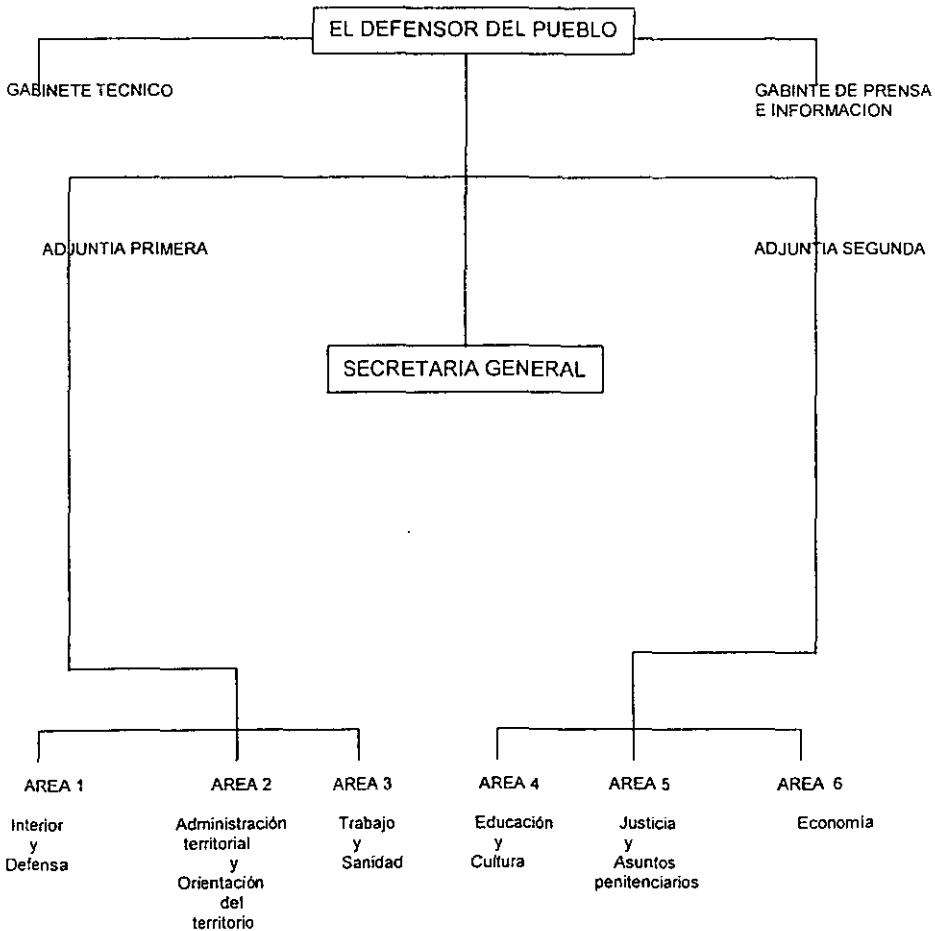 EL DEFENSOR DEL PUEBLO
GABINETE TECNICO
GABINTE DE PRENSA
E INFORMACION
ADJUNTIA PRIMERA
ADJUNTIA SEGUNDA
SECRETARIA GENERAL
AREA 1
Interior
y
Defensa
AREA 2
Administración
territorial
y
Orientación
del
territorio
AREA 3
Trabajo
y
Sanidad
AREA 4
Educación
y
Cultura
AREA 5
Justicia
y
Asuntos
penitenciarios
AREA 6
Economía